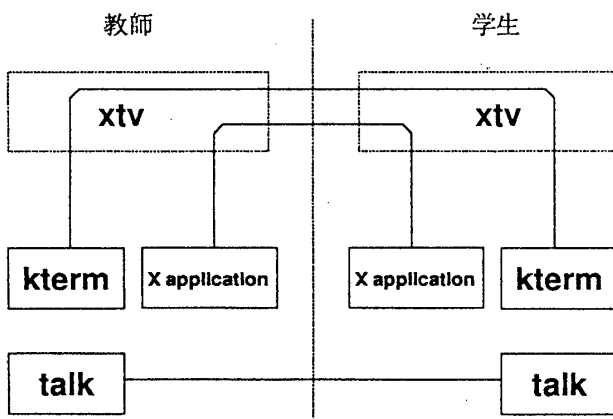 教師 学生
xtv xtv
kterm X application X application kterm
talk talk